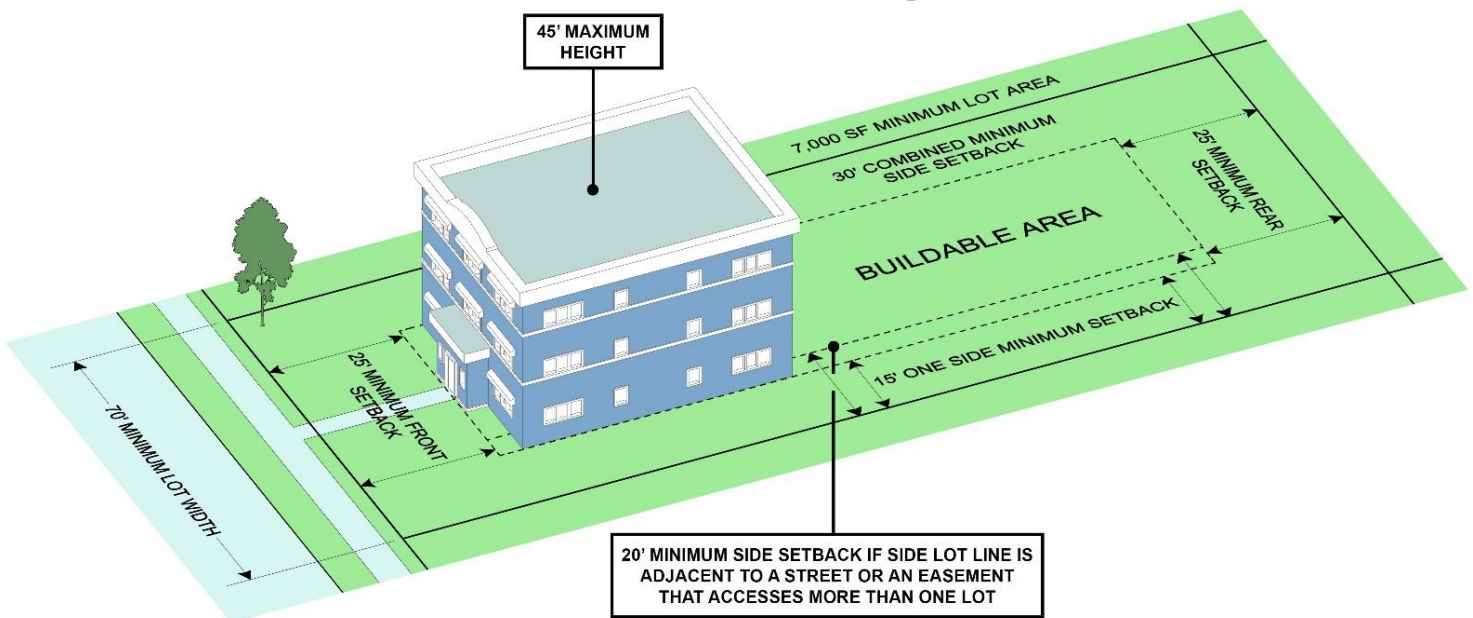 45' MAXIMUM
HEIGHT
7,000 SF MINIMUM LOT AREA
30' COMBINED MINIMUM
SIDE SETBACK
25' MINIMUM REAR
SETBACK
BUILDABLE AREA
15' ONE SIDE MINIMUM SETBACK
25' MINIMUM FRONT
SETBACK
70' MINIMUM LOT WIDTH
20' MINIMUM SIDE SETBACK IF SIDE LOT LINE IS
ADJACENT TO A STREET OR AN EASEMENT
THAT ACCESSES MORE THAN ONE LOT